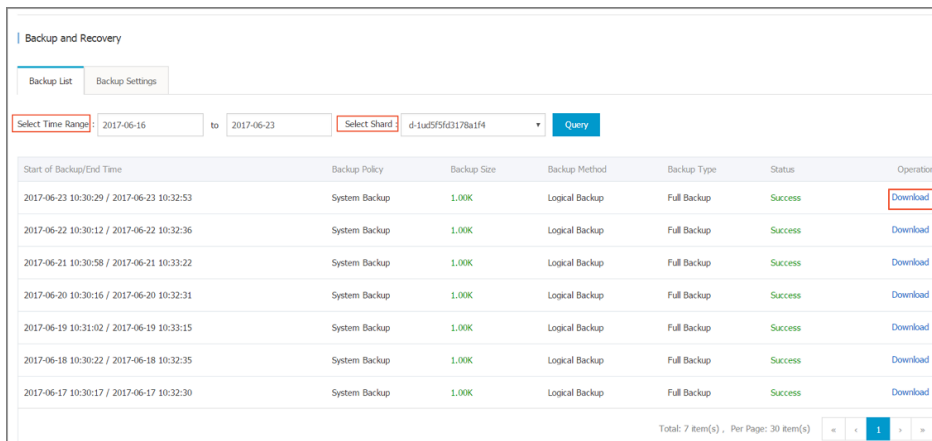 Backup and Recovery
Backup List Backup Settings
Select Time Range : 2017-06-16 to 2017-06-23 Select Shard : d-1ud5f5fd3178a1f4 Query
Start of Backup/End Time Backup Policy Backup Size Backup Method Backup Type Status Operation
2017-06-23 10:30:29 / 2017-06-23 10:32:53 System Backup 1.00K Logical Backup Full Backup Success Download
2017-06-22 10:30:12 / 2017-06-22 10:32:36 System Backup 1.00K Logical Backup Full Backup Success Download
2017-06-21 10:30:58 / 2017-06-21 10:33:22 System Backup 1.00K Logical Backup Full Backup Success Download
2017-06-20 10:30:16 / 2017-06-20 10:32:31 System Backup 1.00K Logical Backup Full Backup Success Download
2017-06-19 10:31:02 / 2017-06-19 10:33:15 System Backup 1.00K Logical Backup Full Backup Success Download
2017-06-18 10:30:22 / 2017-06-18 10:32:35 System Backup 1.00K Logical Backup Full Backup Success Download
2017-06-17 10:30:17 / 2017-06-17 10:32:30 System Backup 1.00K Logical Backup Full Backup Success Download
Total: 7 item(s) , Per Page: 30 item(s) « ‹ 1 › »